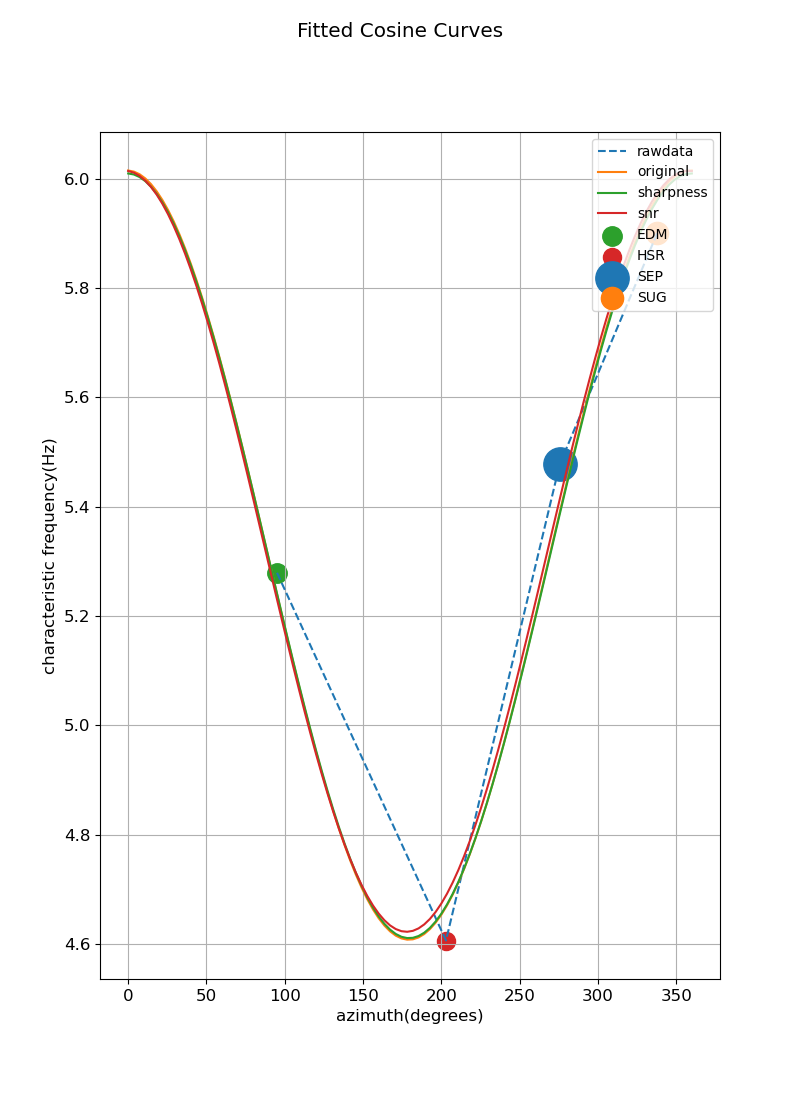 Fitted Cosine Curves
characteristic frequency(Hz)
6.0
5.8
5.6
5.4
5.2
5.0
4.8
4.6
rawdata
original
sharpness
snr
EDM
HSR
SEP
SUG
0 50 100 150 200 250 300 350
azimuth(degrees)